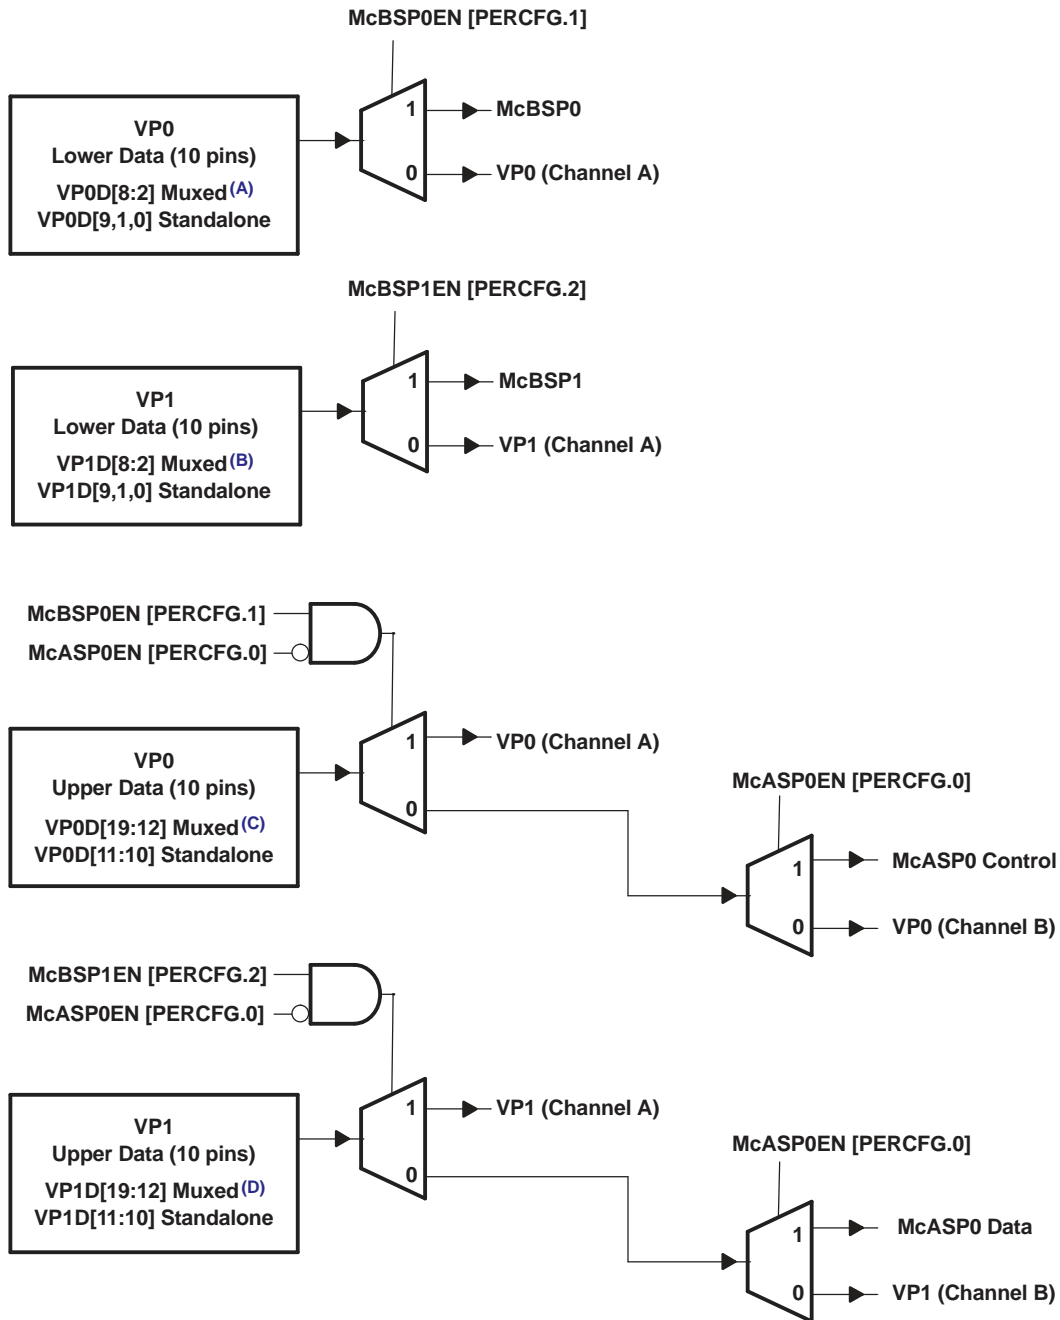 McBSP0EN [PERCFG.1]
VP0
Lower Data (10 pins)
VP0D[8:2] Muxed (A)
VP0D[9,1,0] Standalone
1
0
McBSP0
VP0 (Channel A)
McBSP1EN [PERCFG.2]
VP1
Lower Data (10 pins)
VP1D[8:2] Muxed (B)
VP1D[9,1,0] Standalone
1
0
McBSP1
VP1 (Channel A)
McBSP0EN [PERCFG.1]
McASP0EN [PERCFG.0]
VP0
Upper Data (10 pins)
VP0D[19:12] Muxed (C)
VP0D[11:10] Standalone
1
0
VP0 (Channel A)
McASP0EN [PERCFG.0]
1
0
McASP0 Control
VP0 (Channel B)
McBSP1EN [PERCFG.2]
McASP0EN [PERCFG.0]
VP1
Upper Data (10 pins)
VP1D[19:12] Muxed (D)
VP1D[11:10] Standalone
1
0
VP1 (Channel A)
McASP0EN [PERCFG.0]
1
0
McASP0 Data
VP1 (Channel B)